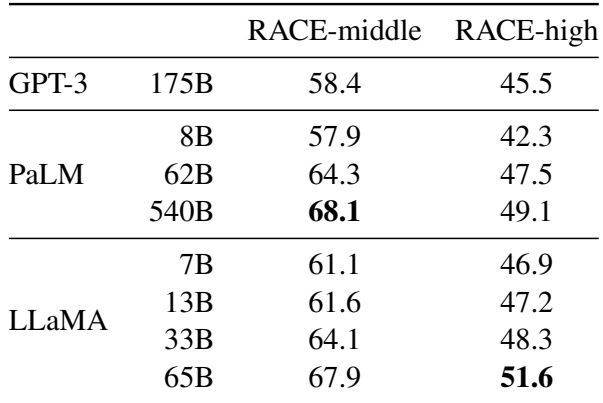 RACE-middle RACE-high
GPT-3 175B 58.4 45.5
8B 57.9 42.3
PaLM 62B 64.3 47.5
540B 68.1 49.1
7B 61.1 46.9
13B 61.6 47.2
LLaMA
33B 64.1 48.3
65B 67.9 51.6